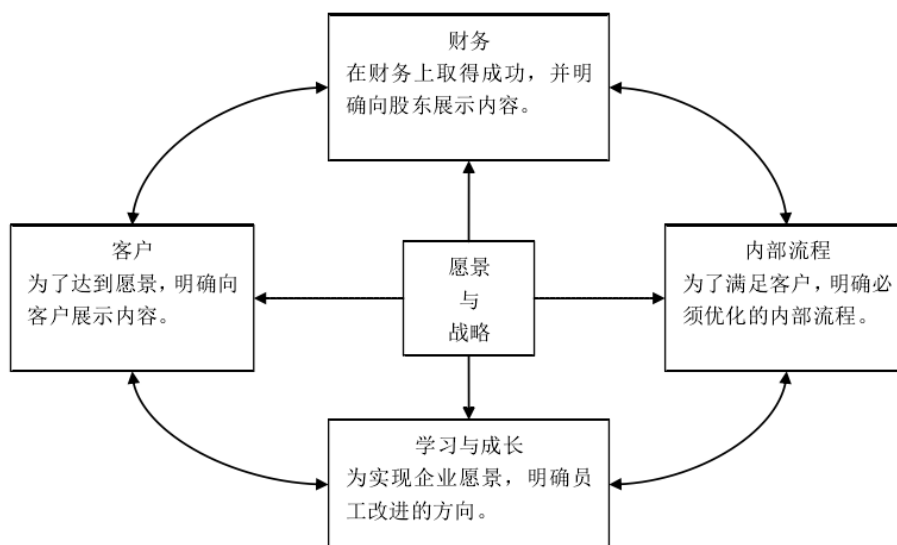 财务
在财务上取得成功，并明
确向股东展示内容。
客户
为了达到愿景，明确向
客户展示内容。
愿景
与
战略
内部流程
为了满足客户，明确必
须优化的内部流程。
学习与成长
为实现企业愿景，明确员
工改进的方向。